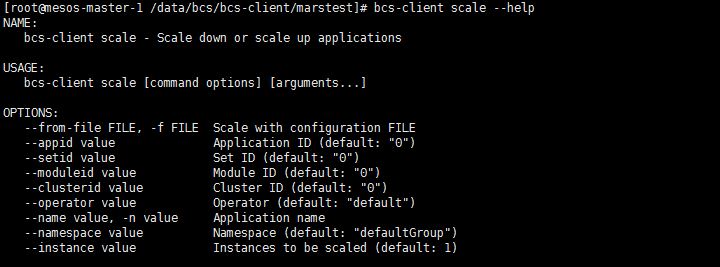 [root@mesos-master-1 /data/bcs/bcs-client/marstest]# bcs-client scale --help
NAME:
   bcs-client scale - Scale down or scale up applications

USAGE:
   bcs-client scale [command options] [arguments...]

OPTIONS:
   --from-file FILE, -f FILE  Scale with configuration FILE
   --appid value              Application ID (default: "0")
   --setid value              Set ID (default: "0")
   --moduleid value           Module ID (default: "0")
   --clusterid value          Cluster ID (default: "0")
   --operator value           Operator (default: "default")
   --name value, -n value     Application name
   --namespace value          Namespace (default: "defaultGroup")
   --instance value           Instances to be scaled (default: 1)